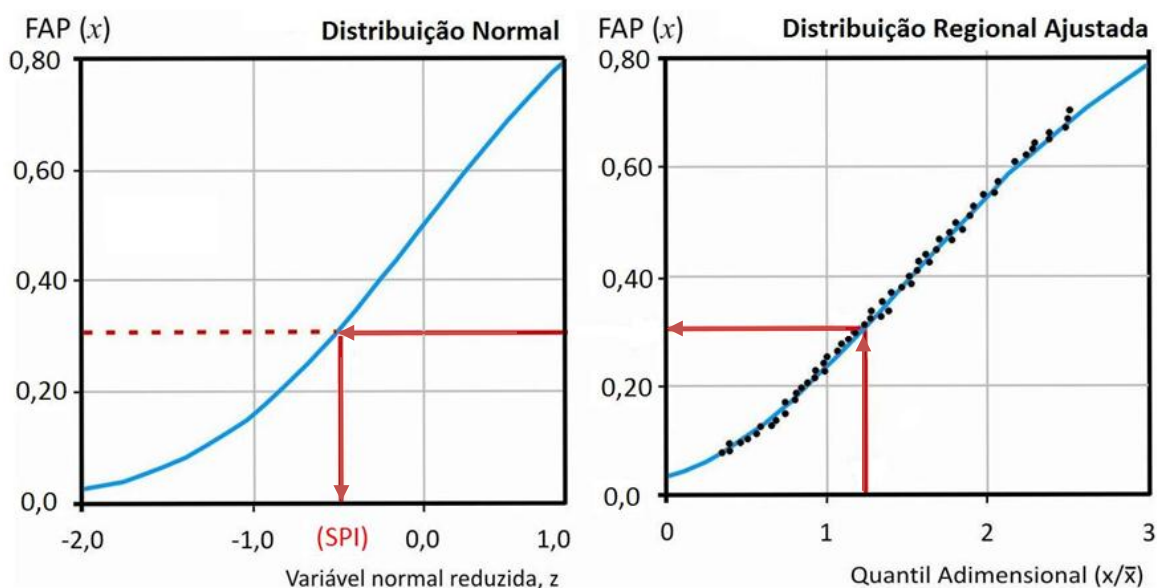 FAP (x)
Distribuição Normal
0,80
0,60
0,40
0,20
0,0
-2,0
-1,0
(SPI)
0,0
1,0
Variável normal reduzida, z
FAP (x)
Distribuição Regional Ajustada
0,80
0,60
0,40
0,20
0,0
0
1
2
3
Quantil Adimensional (x/x̅)